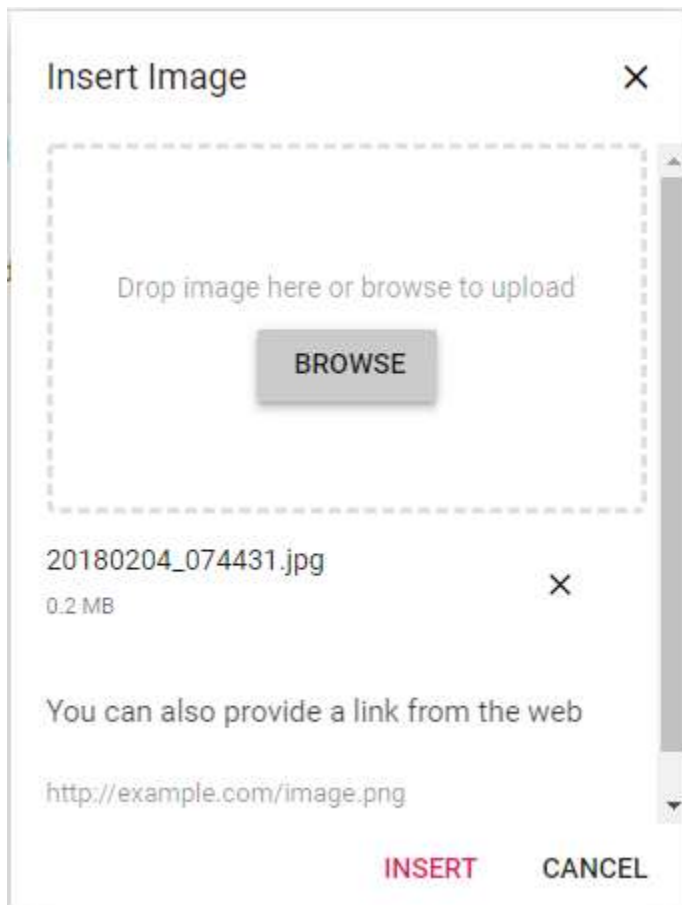 Insert Image
Drop image here or browse to upload
BROWSE
20180204_074431.jpg
0.2 MB
You can also provide a link from the web
http://example.com/image.png
INSERT CANCEL